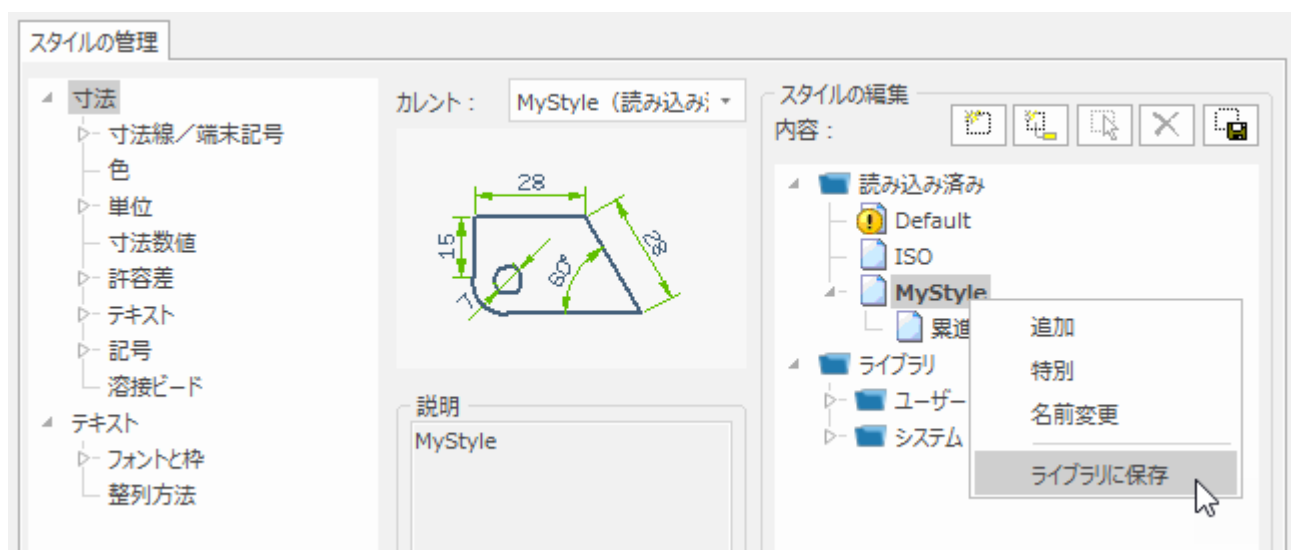 スタイルの管理
寸法
寸法線／端末記号
色
単位
寸法数値
許容差
テキスト
記号
溶接ビード
テキスト
フォントと枠
整列方法
カレント：
MyStyle（読み込み
28
15
7
60°
28
説明
MyStyle
スタイルの編集
内容：
読み込み済み
Default
ISO
MyStyle
累進
ライブラリ
ユーザー
システム
追加
特別
名前変更
ライブラリに保存